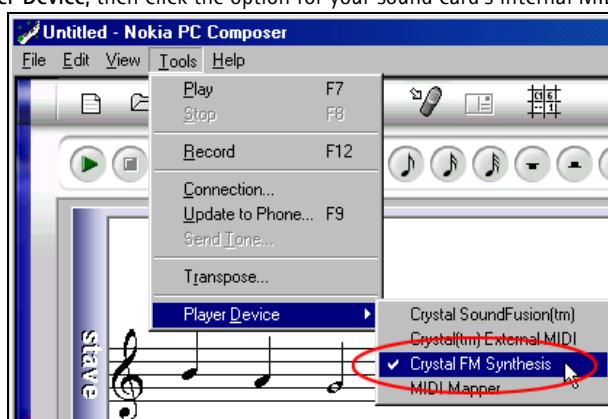 er Device, then click the option for your sound card's internal MID
Untitled - Nokia PC Composer
File Edit View Tools Help
Play F7
Stop F8
Record F12
Connection...
Update to Phone... F9
Send Tone...
Transpose...
Player Device
Crystal SoundFusion(tm)
Crystal(tm) External MIDI
Crystal FM Synthesis
MIDI Mapper
stave